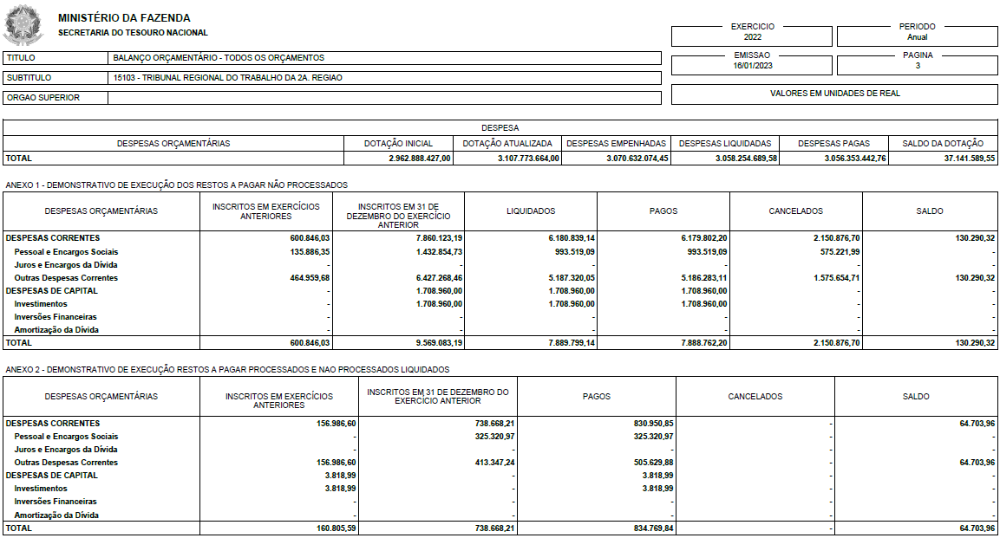 MINISTÉRIO DA FAZENDA
SECRETARIA DO TESOURO NACIONAL
EXERCICIO
2022
PERIODO
Anual
EMISSAO
16/01/2023
PAGINA
3
VALORES EM UNIDADES DE REAL
TITULO BALANÇO ORÇAMENTÁRIO - TODOS OS ORÇAMENTOS
SUBTITULO 15103 - TRIBUNAL REGIONAL DO TRABALHO DA 2A. REGIAO
ORGAO SUPERIOR
DESPESA
DESPESAS ORÇAMENTÁRIAS DOTAÇÃO INICIAL DOTAÇÃO ATUALIZADA DESPESAS EMPENHADAS DESPESAS LIQUIDADAS DESPESAS PAGAS SALDO DA DOTAÇÃO
TOTAL 2.962.888.427,00 3.107.773.664,00 3.070.632.074,45 3.058.254.689,58 3.056.353.442,76 37.141.589,55
ANEXO 1 - DEMONSTRATIVO DE EXECUÇÃO DOS RESTOS A PAGAR NÃO PROCESSADOS
DESPESAS ORÇAMENTÁRIAS INSCRITOS EM EXERCÍCIOS ANTERIORES INSCRITOS EM 31 DE DEZEMBRO DO EXERCÍCIO ANTERIOR LIQUIDADOS PAGOS CANCELADOS SALDO
DESPESAS CORRENTES 600.846,03 7.860.123,19 6.180.839,14 6.179.802,20 2.150.876,70 130.290,32
Pessoal e Encargos Sociais 135.886,35 1.432.854,73 993.519,09 993.519,09 575.221,99 -
Juros e Encargos da Dívida - - - - - -
Outras Despesas Correntes 464.959,68 6.427.268,46 5.187.320,05 5.186.283,11 1.575.654,71 130.290,32
DESPESAS DE CAPITAL - 1.708.960,00 1.708.960,00 1.708.960,00 - -
Investimentos - 1.708.960,00 1.708.960,00 1.708.960,00 - -
Inversões Financeiras - - - - - -
Amortização da Dívida - - - - - -
TOTAL 600.846,03 9.569.083,19 7.889.799,14 7.888.762,20 2.150.876,70 130.290,32
ANEXO 2 - DEMONSTRATIVO DE EXECUÇÃO RESTOS A PAGAR PROCESSADOS E NAO PROCESSADOS LIQUIDADOS
DESPESAS ORÇAMENTÁRIAS INSCRITOS EM EXERCÍCIOS ANTERIORES INSCRITOS EM 31 DE DEZEMBRO DO EXERCÍCIO ANTERIOR PAGOS CANCELADOS SALDO
DESPESAS CORRENTES 156.986,60 738.668,21 830.950,85 - 64.703,96
Pessoal e Encargos Sociais - 325.320,97 325.320,97 - -
Juros e Encargos da Dívida - - - - -
Outras Despesas Correntes 156.986,60 413.347,24 505.629,88 - 64.703,96
DESPESAS DE CAPITAL 3.818,99 - 3.818,99 - -
Investimentos 3.818,99 - 3.818,99 - -
Inversões Financeiras - - - - -
Amortização da Dívida - - - - -
TOTAL 160.805,59 738.668,21 834.769,84 - 64.703,96